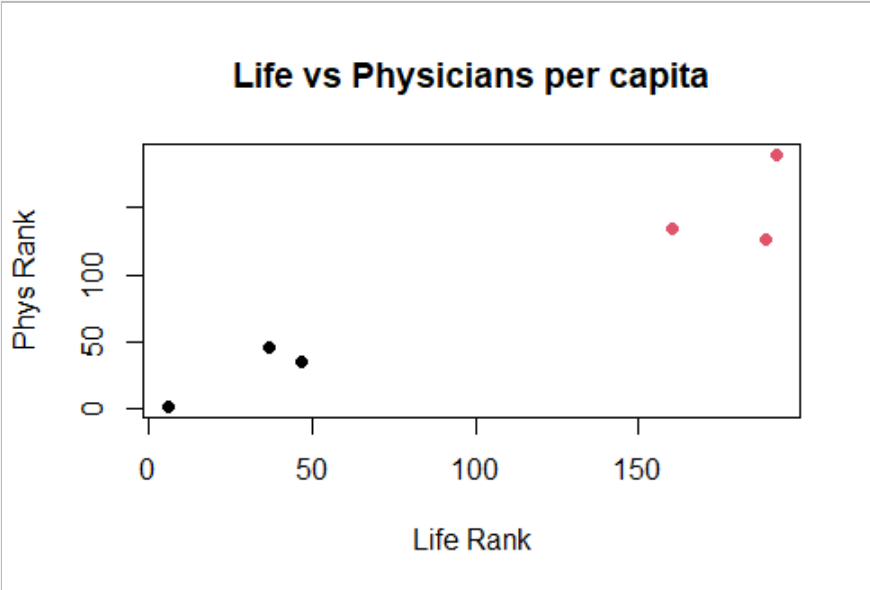 Life vs Physicians per capita
Phys Rank
100
50
0
0 50 100 150
Life Rank